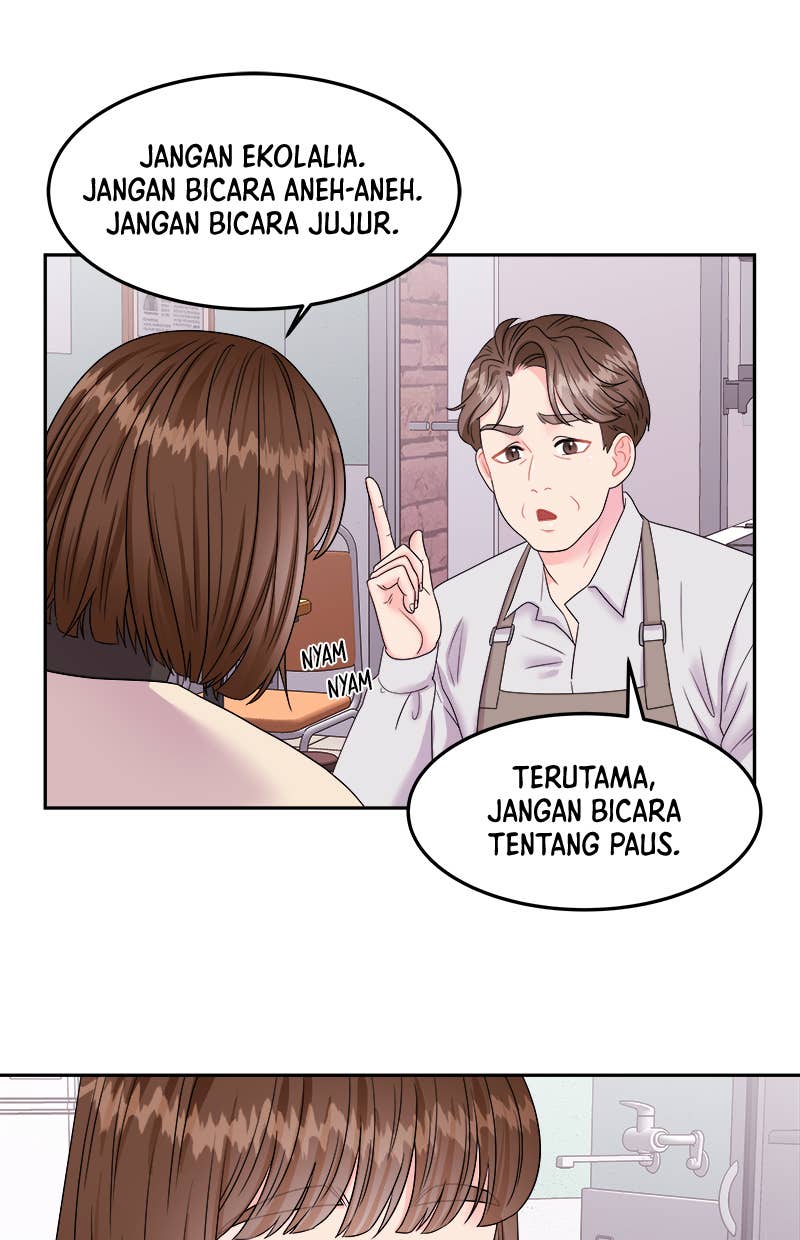 JANGAN EKOLALIA.
JANGAN BICARA ANEH-ANEH.
JANGAN BICARA JUJUR.
NYAM
NYAM
TERUTAMA,
JANGAN BICARA
TENTANG PAUS.